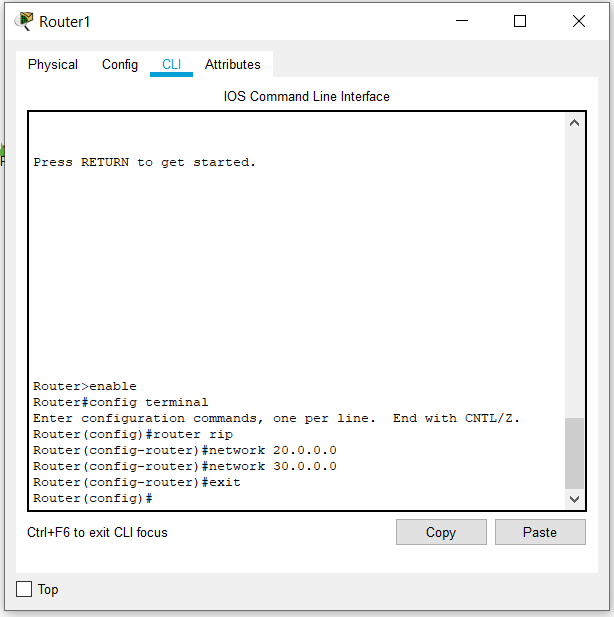 Router1
Physical Config CLI Attributes
IOS Command Line Interface
Press RETURN to get started.
Router>enable
Router#config terminal
Enter configuration commands, one per line.  End with CNTL/Z.
Router(config)#router rip
Router(config-router)#network 20.0.0.0
Router(config-router)#network 30.0.0.0
Router(config-router)#exit
Router(config)#
Ctrl+F6 to exit CLI focus
Copy Paste
Top